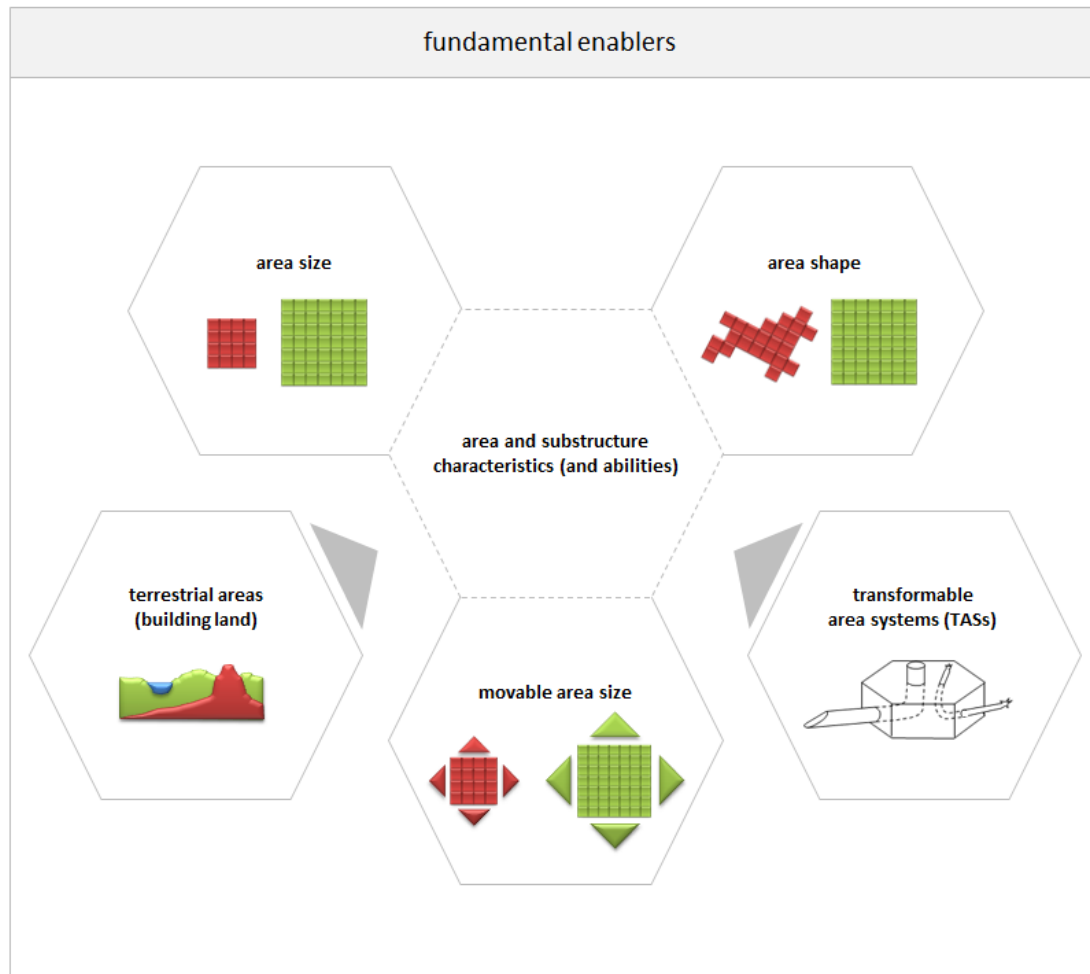 fundamental enablers
area size
area shape
area and substructure
characteristics (and abilities)
terrestrial areas
(building land)
transformable
area systems (TASs)
movable area size